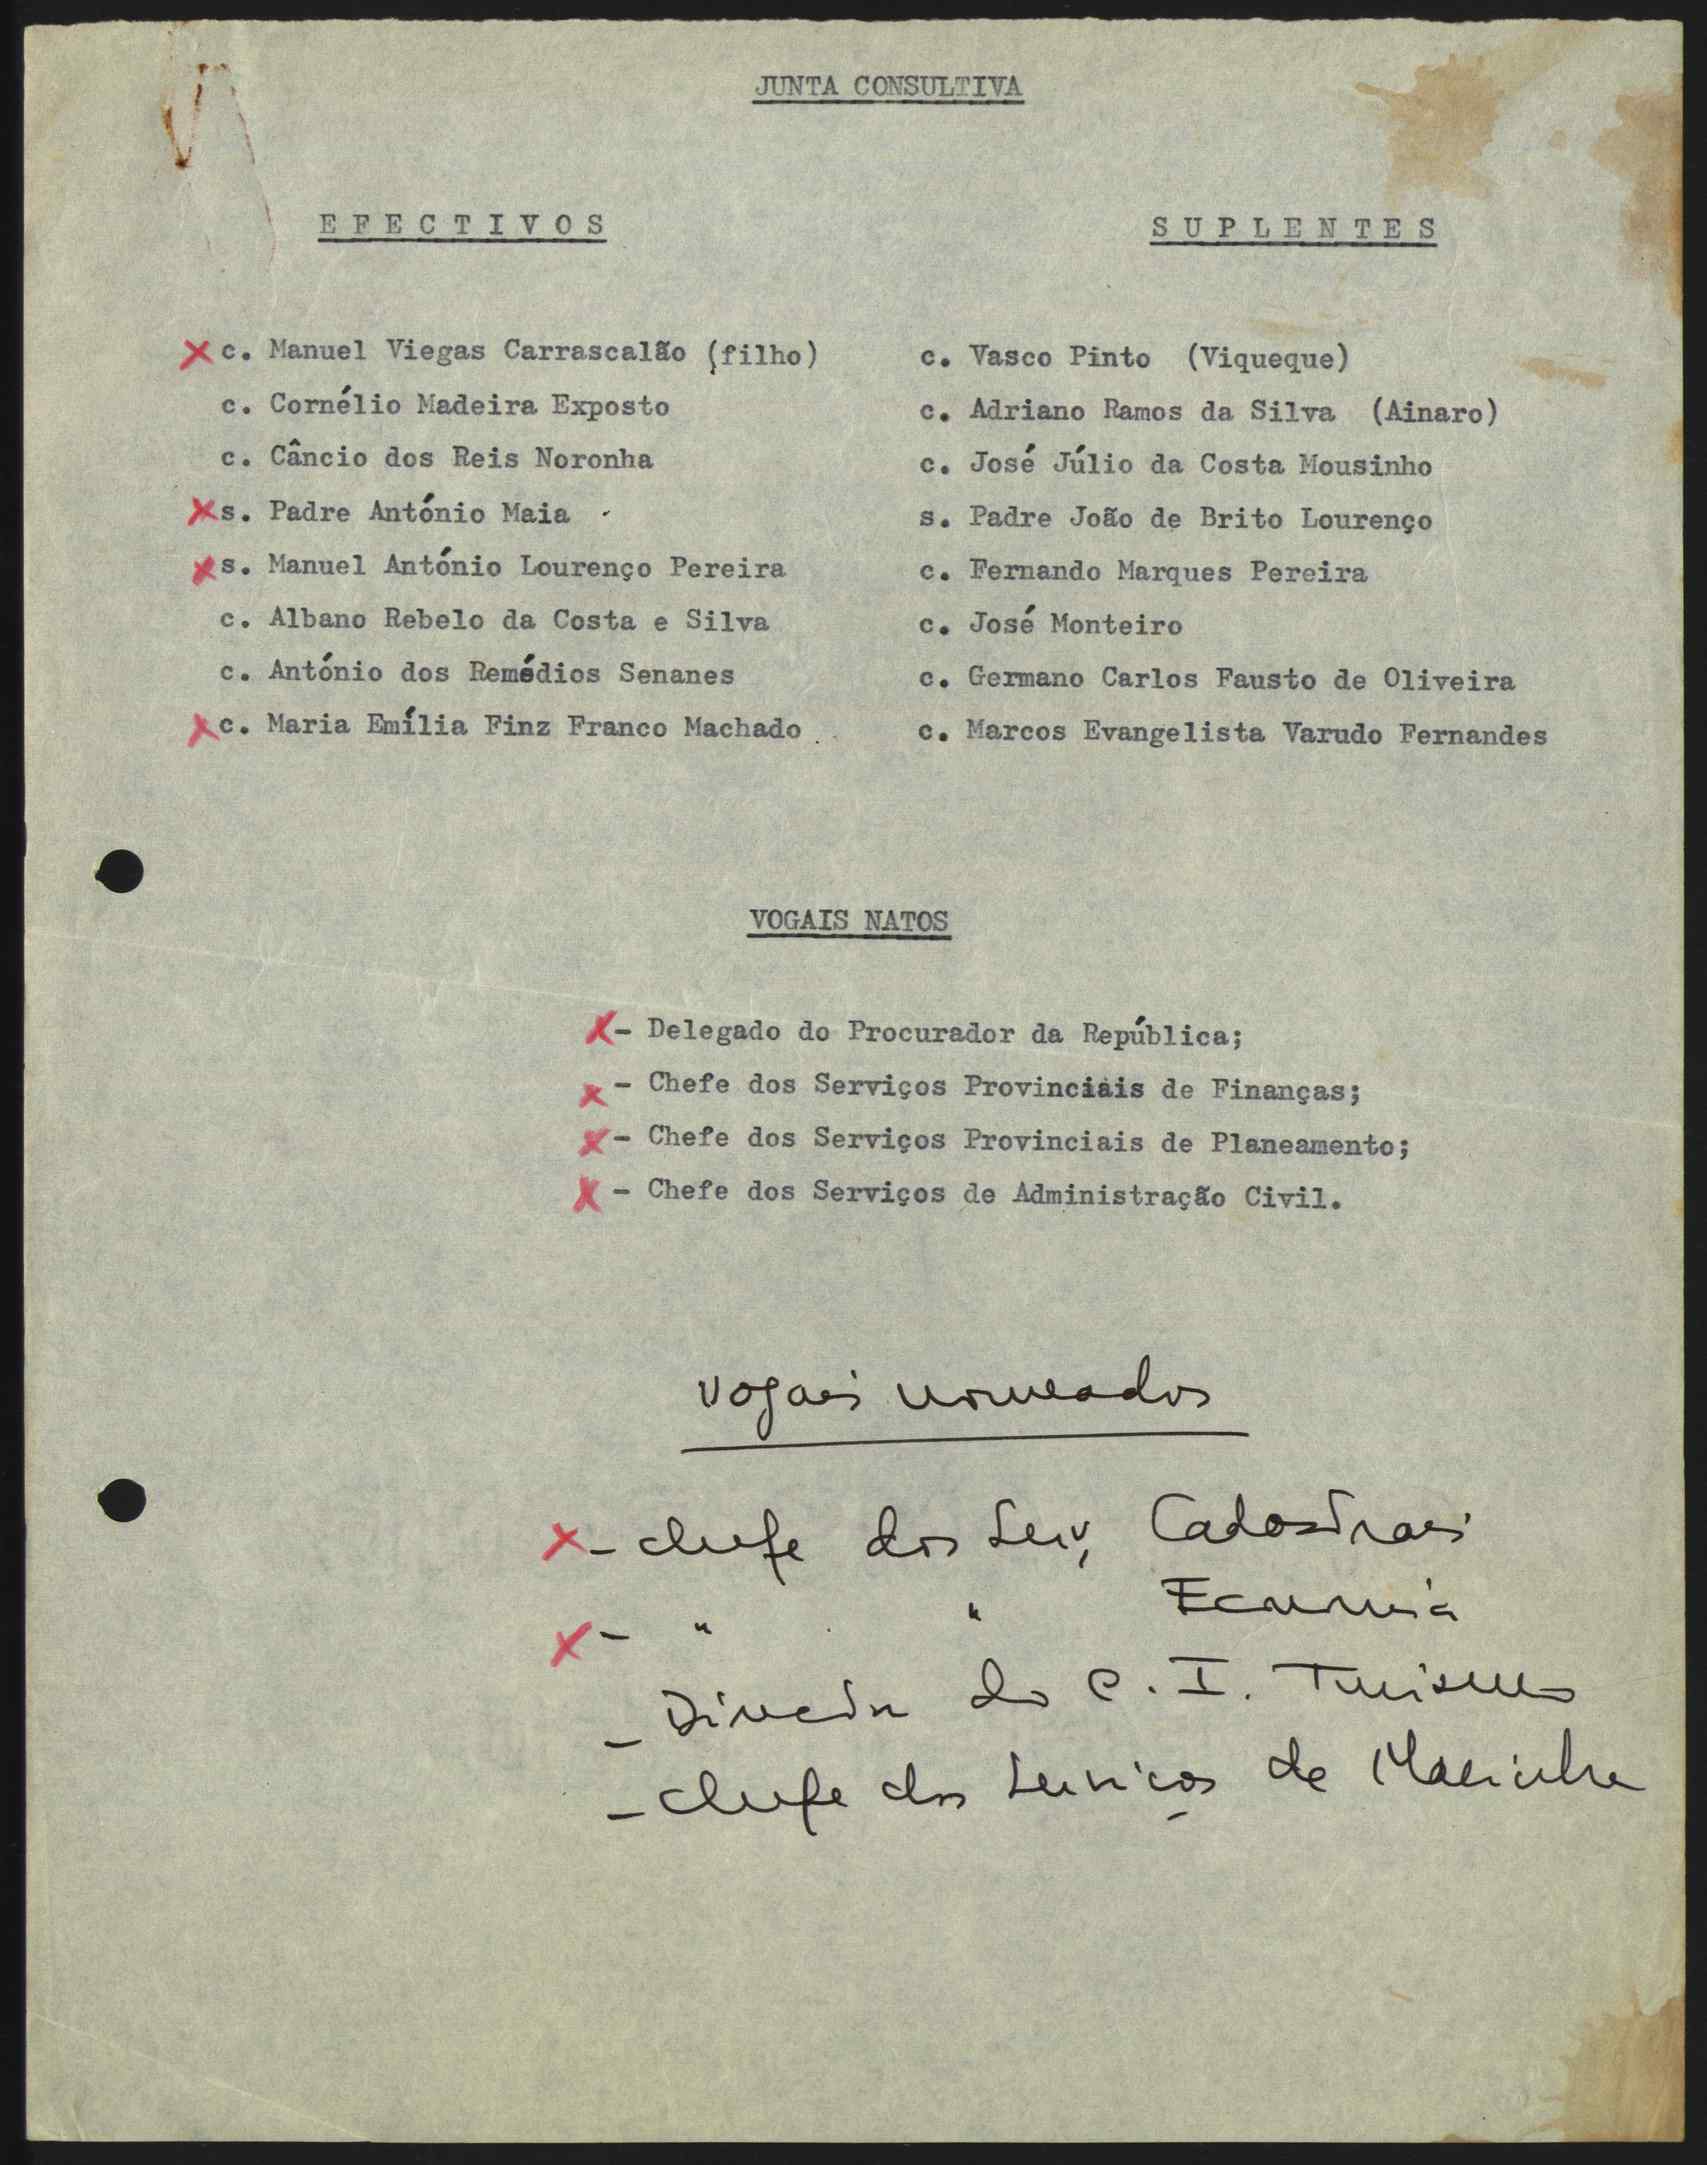 JUNTA CONSULTIVA
EFECTIVOS
c. Manuel Viegas Carrascalão (filho)
c. Cornélio Madeira Exposto
c. Câncio dos Reis Noronha
s. Padre António Maia
s. Manuel António Lourenço Pereira
c. Albano Rebelo da Costa e Silva
c. António dos Remédios Senanes
c. Maria Emília Finz Franco Machado
SUPLENTES
c. Vasco Pinto (Viqueque)
c. Adriano Ramos da Silva (Ainaro)
c. José Júlio da Costa Mousinho
s. Padre João de Brito Lourenço
c. Fernando Marques Pereira
c. José Monteiro
c. Germano Carlos Fausto de Oliveira
c. Marcos Evangelista Varudo Fernandes
VOGAIS NATOS
- Delegado do Procurador da República;
- Chefe dos Serviços Provinciais de Finanças;
- Chefe dos Serviços Provinciais de Planeamento;
- Chefe dos Serviços de Administração Civil.
Vogais nomeados
- Chefe dos Serv, Cadastrais
- " " Economia
- Director do C. I. Turismo
- Chefe dos Serviços de Marinha